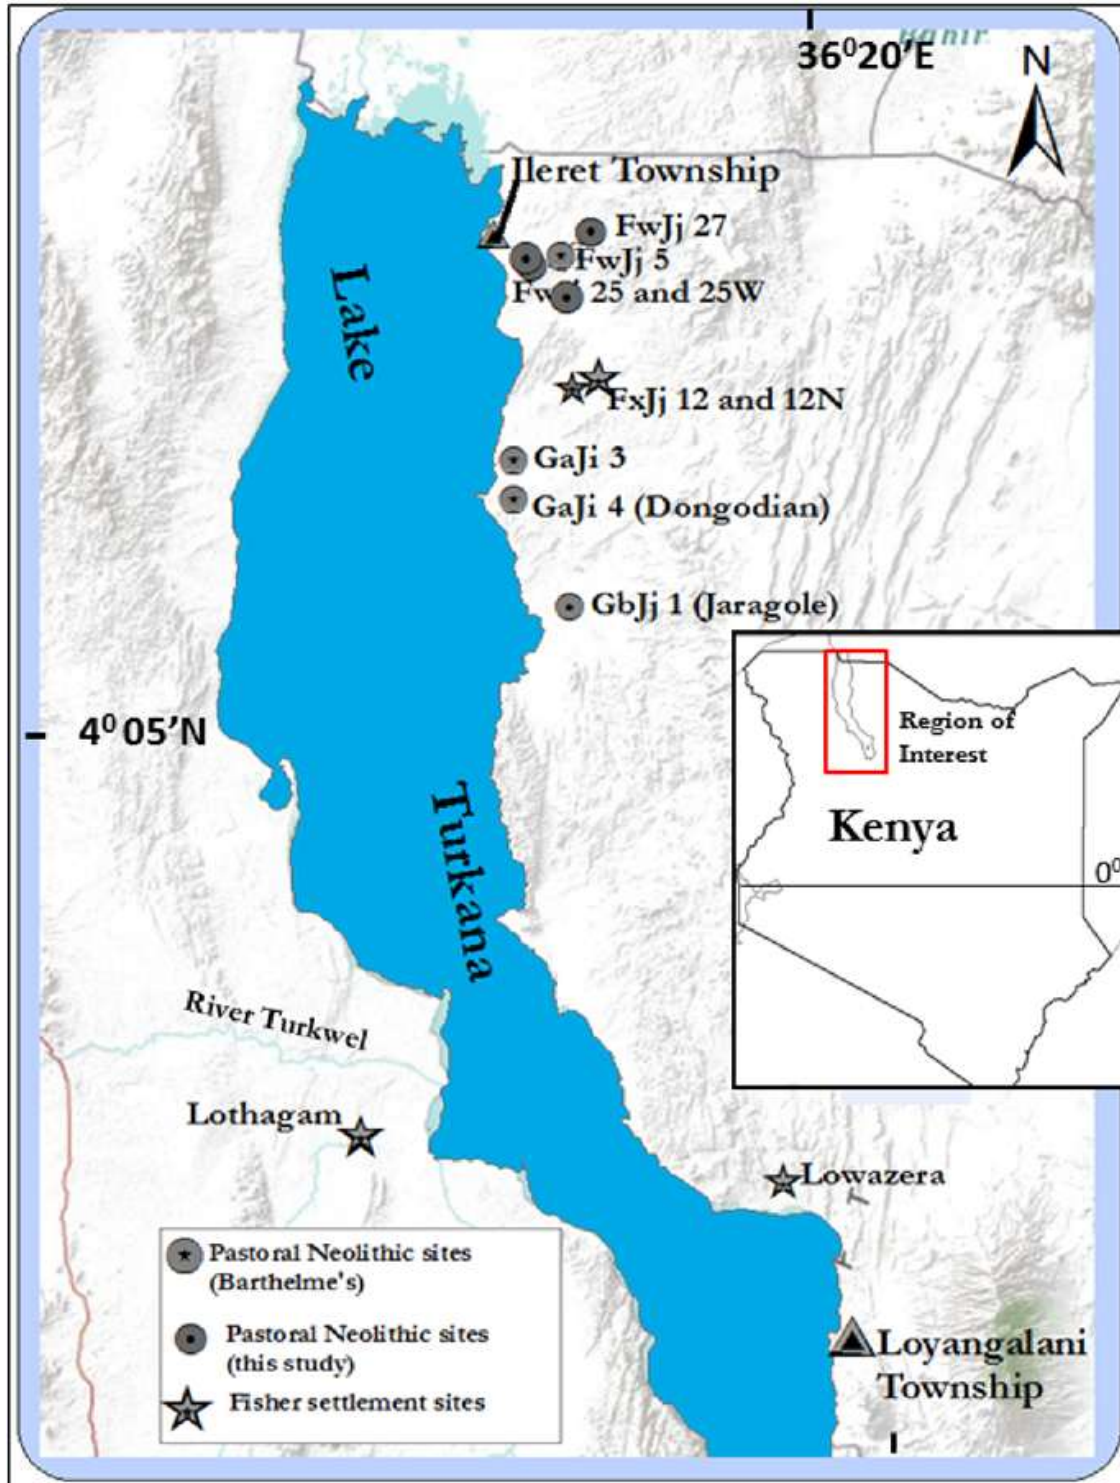 36⁰20′E
N
Ileret Township
FwJj 27
FwJj 5
25 and 25W
Lake
FxJj 12 and 12N
GaJi 3
GaJi 4 (Dongodian)
GbJj 1 (Jaragole)
4⁰ 05′N
Region of
Interest
Kenya
0⁰
Turkana
River Turkwel
Lothagam
Lowazera
Pastoral Neolithic sites
(Barthelme's)
Pastoral Neolithic sites
(this study)
Fisher settlement sites
Loyangalani
Township